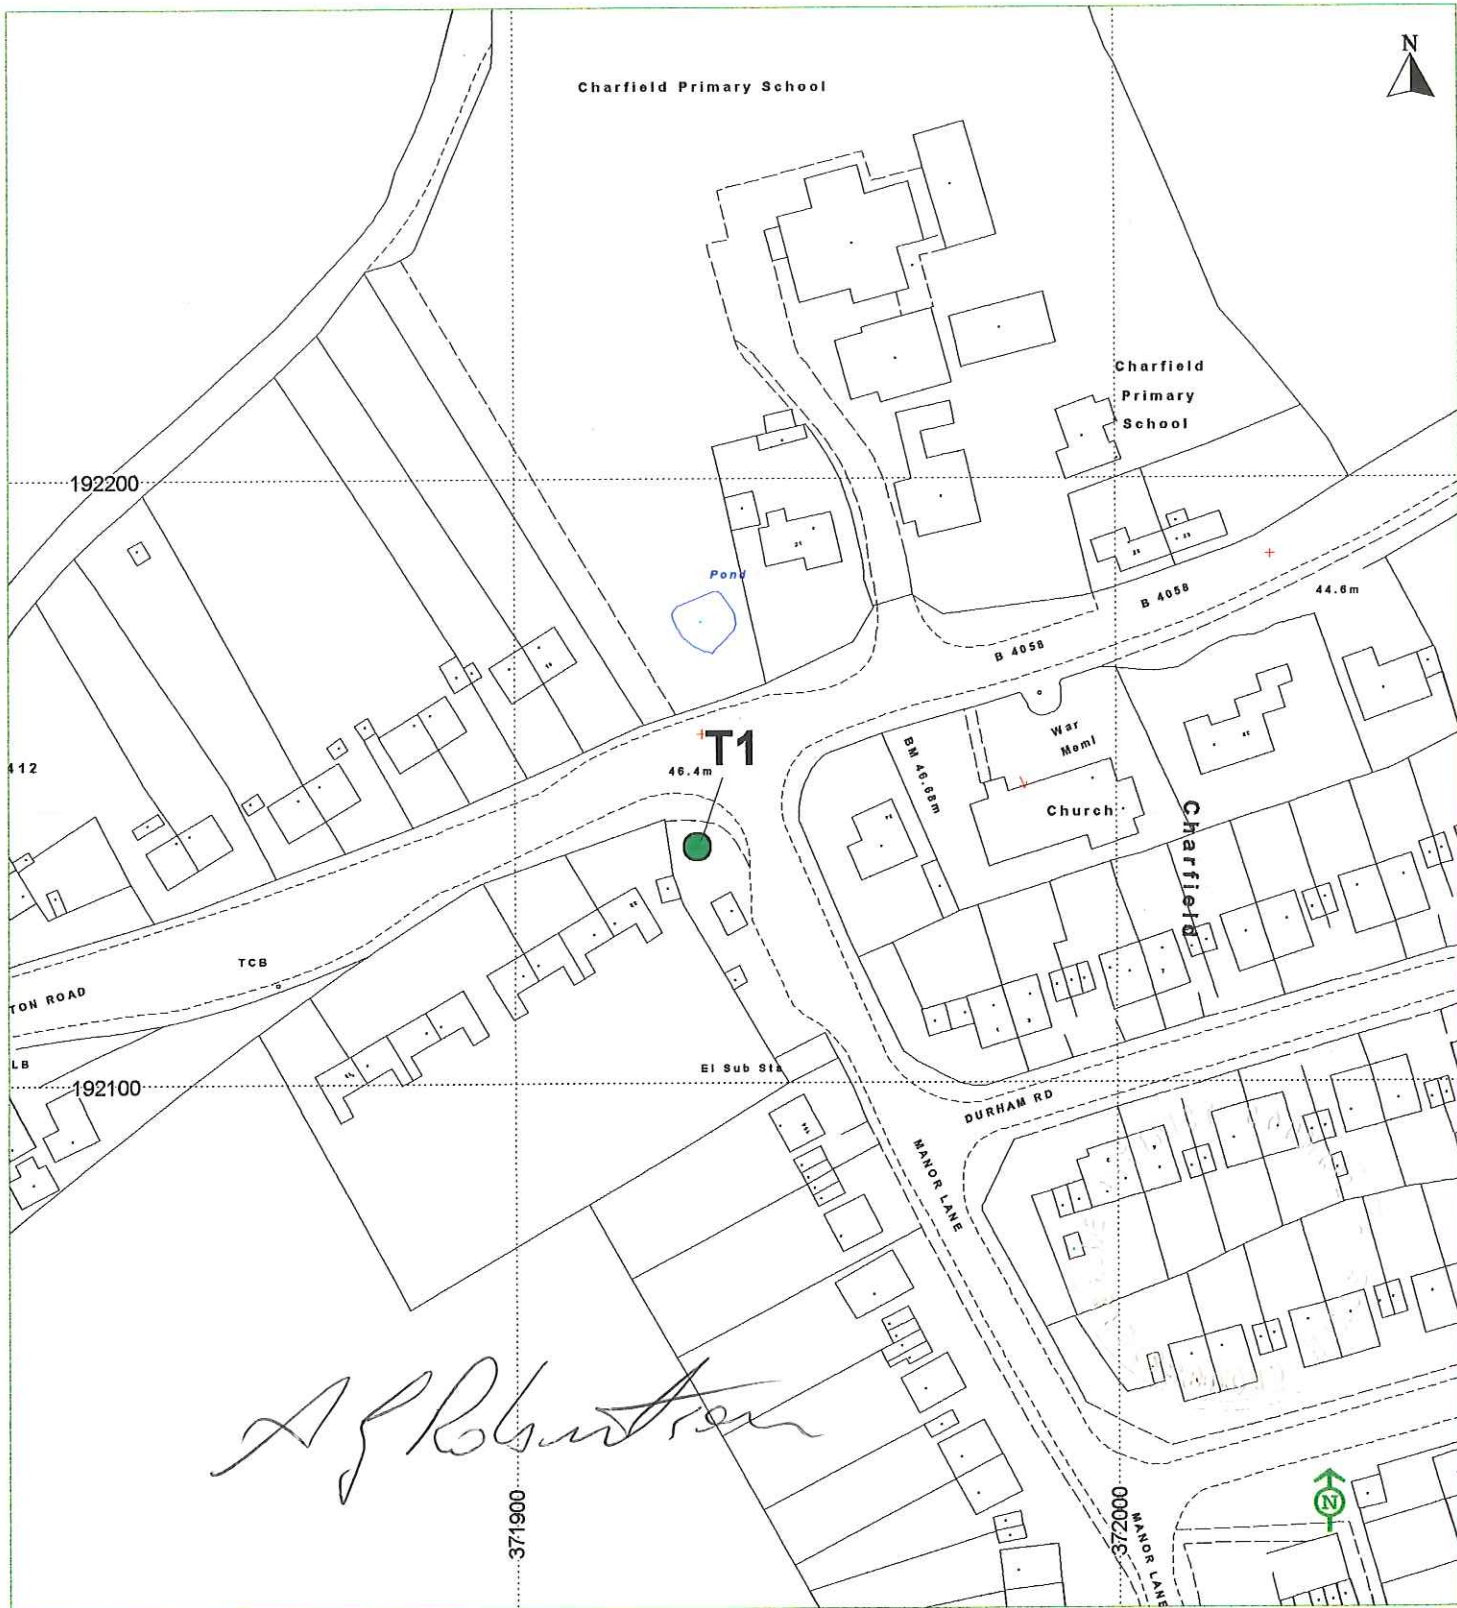 N
Charfield Primary School
Charfield
Primary
School
192200
Pond
21
B 4058
B 4058
44.6m
T1
46.4m
412
War
Meml
BM 46.68m
Church
Charfield
TCB
TON ROAD
LB
192100
El Sub Sta
DURHAM RD
MANOR LANE
A G Robertson
371900
372000
MANOR LANE
N